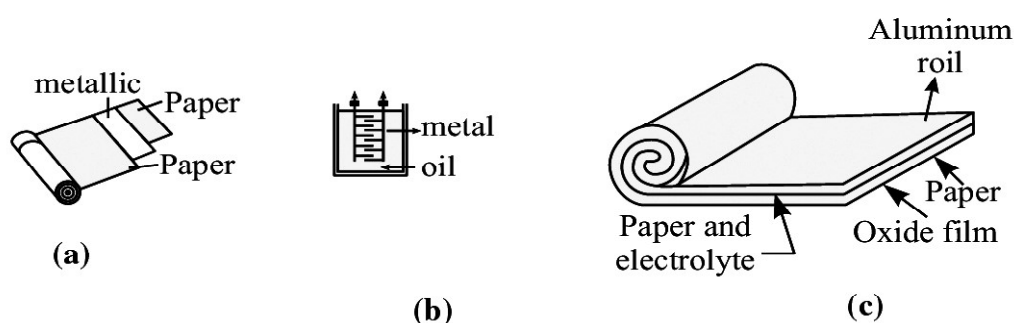 metallic
Paper
Paper
(a)
metal
oil
(b)
Aluminum
roil
Paper
Oxide film
Paper and
electrolyte
(c)